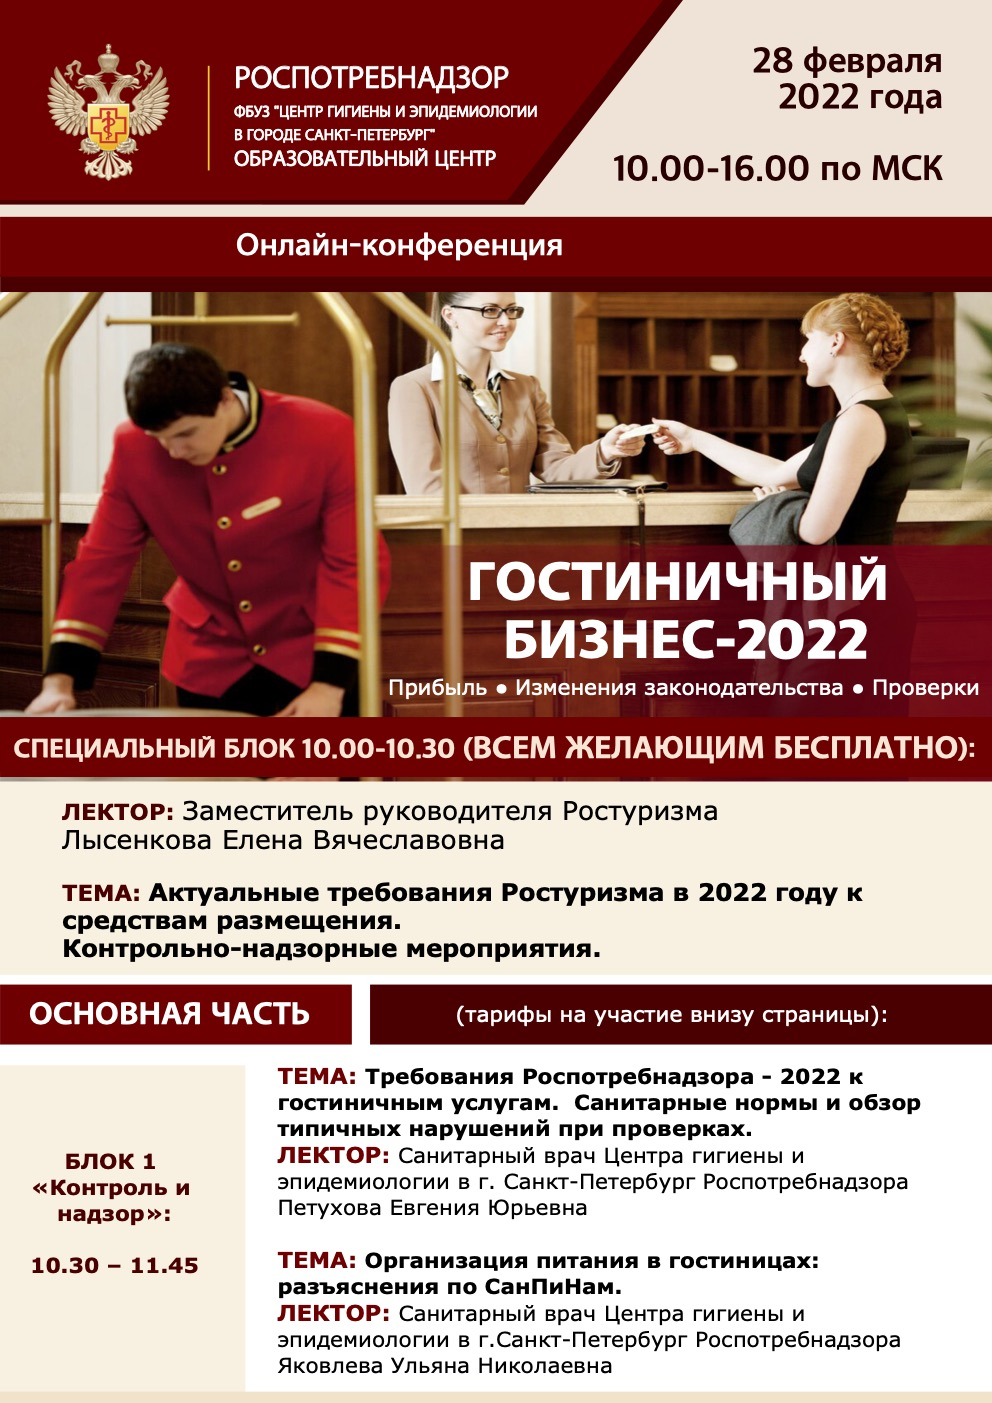 РОСПОТРЕБНАДЗОР
ФБУЗ "ЦЕНТР ГИГИЕНЫ И ЭПИДЕМИОЛОГИИ
В ГОРОДЕ САНКТ-ПЕТЕРБУРГ"
ОБРАЗОВАТЕЛЬНЫЙ ЦЕНТР
28 февраля
2022 года
10.00-16.00 по МСК
Онлайн-конференция
ГОСТИНИЧНЫЙ
БИЗНЕС-2022
Прибыль ● Изменения законодательства ● Проверки
СПЕЦИАЛЬНЫЙ БЛОК 10.00-10.30 (ВСЕМ ЖЕЛАЮЩИМ БЕСПЛАТНО):
ЛЕКТОР: Заместитель руководителя Ростуризма
Лысенкова Елена Вячеславовна
ТЕМА: Актуальные требования Ростуризма в 2022 году к
средствам размещения.
Контрольно-надзорные мероприятия.
ОСНОВНАЯ ЧАСТЬ
(тарифы на участие внизу страницы):
БЛОК 1
«Контроль и
надзор»:
10.30 – 11.45
ТЕМА: Требования Роспотребнадзора - 2022 к
гостиничным услугам.  Санитарные нормы и обзор
типичных нарушений при проверках.
ЛЕКТОР: Санитарный врач Центра гигиены и
эпидемиологии в г. Санкт-Петербург Роспотребнадзора
Петухова Евгения Юрьевна
ТЕМА: Организация питания в гостиницах:
разъяснения по СанПиНам.
ЛЕКТОР: Санитарный врач Центра гигиены и
эпидемиологии в г.Санкт-Петербург Роспотребнадзора
Яковлева Ульяна Николаевна